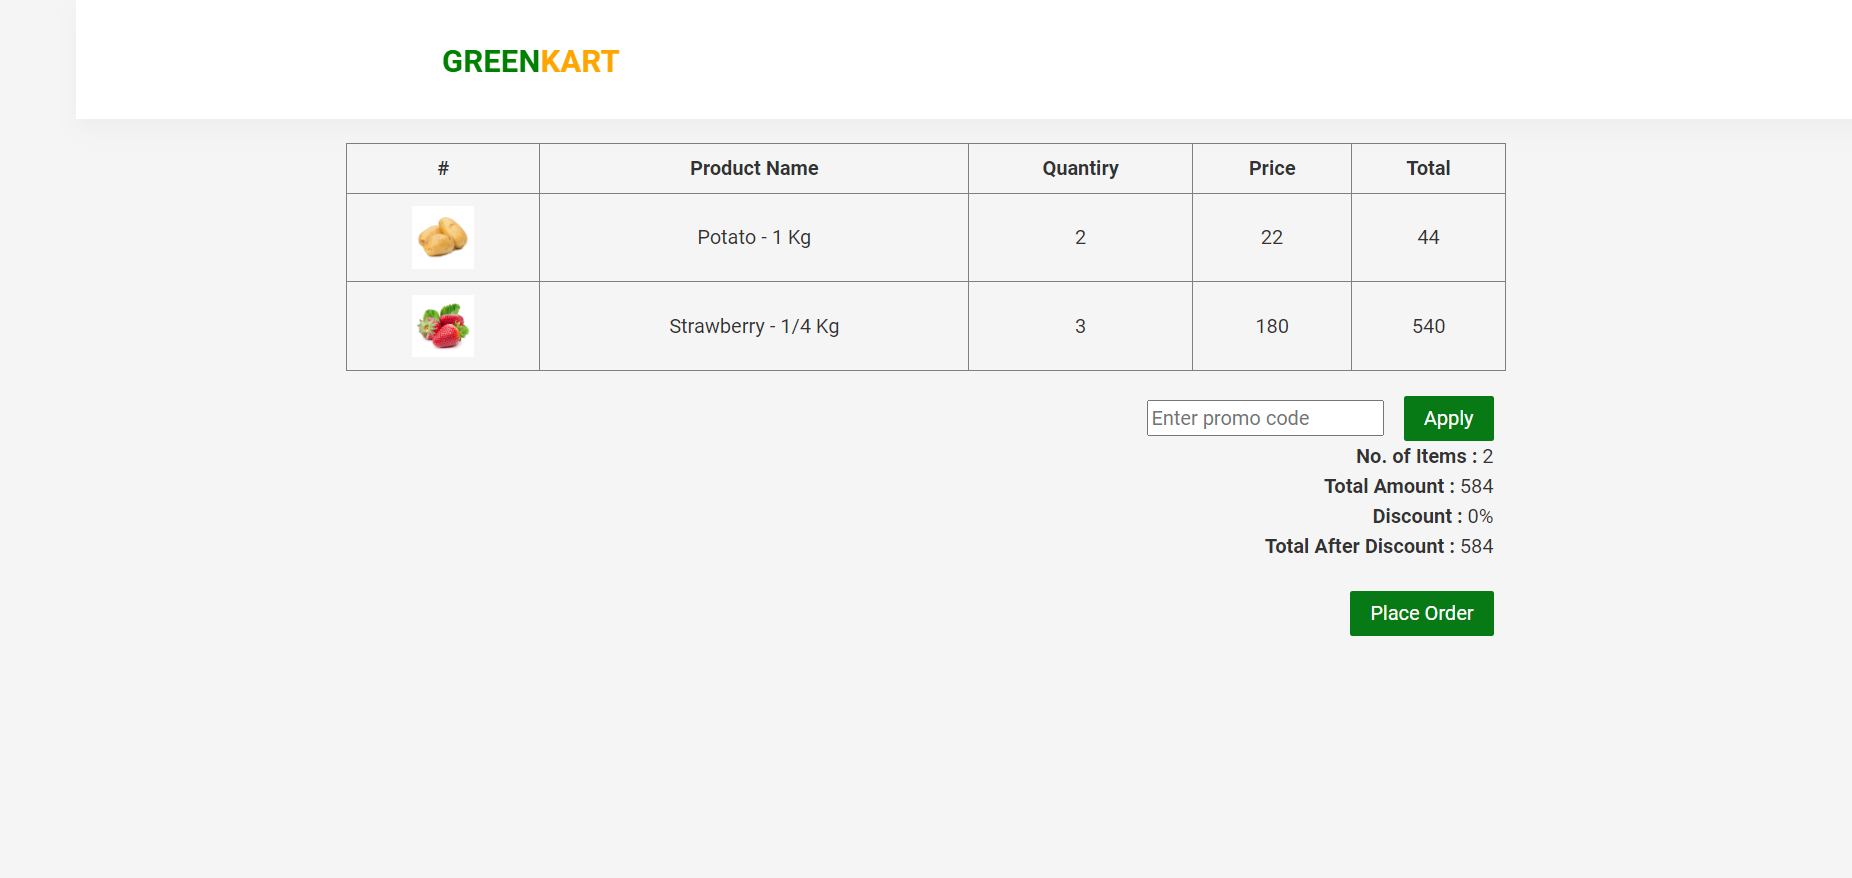 GREENKART
# Product Name Quantiry Price Total
Potato - 1 Kg 2 22 44
Strawberry - 1/4 Kg 3 180 540
Enter promo code Apply
No. of Items : 2
Total Amount : 584
Discount : 0%
Total After Discount : 584
Place Order